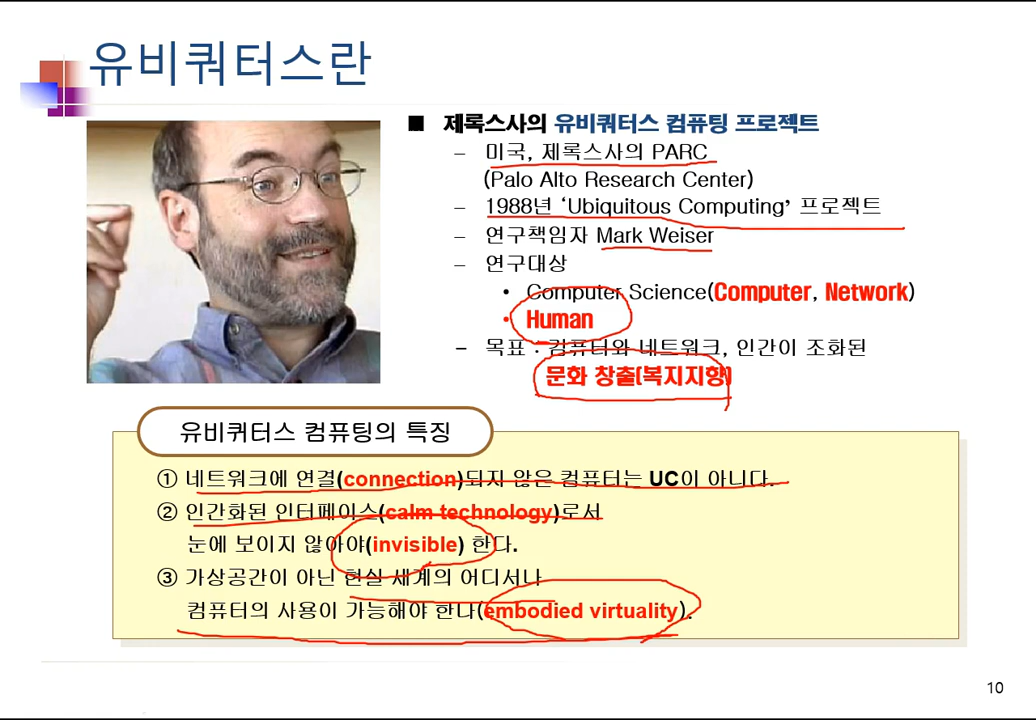 유비쿼터스란
■ 제록스사의 유비쿼터스 컴퓨팅 프로젝트
– 미국, 제록스사의 PARC
(Palo Alto Research Center)
– 1988년 ‘Ubiquitous Computing’ 프로젝트
– 연구책임자 Mark Weiser
– 연구대상
• Computer Science(Computer, Network)
• Human
– 목표 : 컴퓨터와 네트워크, 인간이 조화된
문화 창출(복지지향)
유비퀴터스 컴퓨팅의 특징
① 네트워크에 연결(connection)되지 않은 컴퓨터는 UC이 아니다.
② 인간화된 인터페이스(calm technology)로서
눈에 보이지 않아야(invisible) 한다.
③ 가상공간이 아닌 현실 세계의 어디서나
컴퓨터의 사용이 가능해야 한다(embodied virtuality).
10